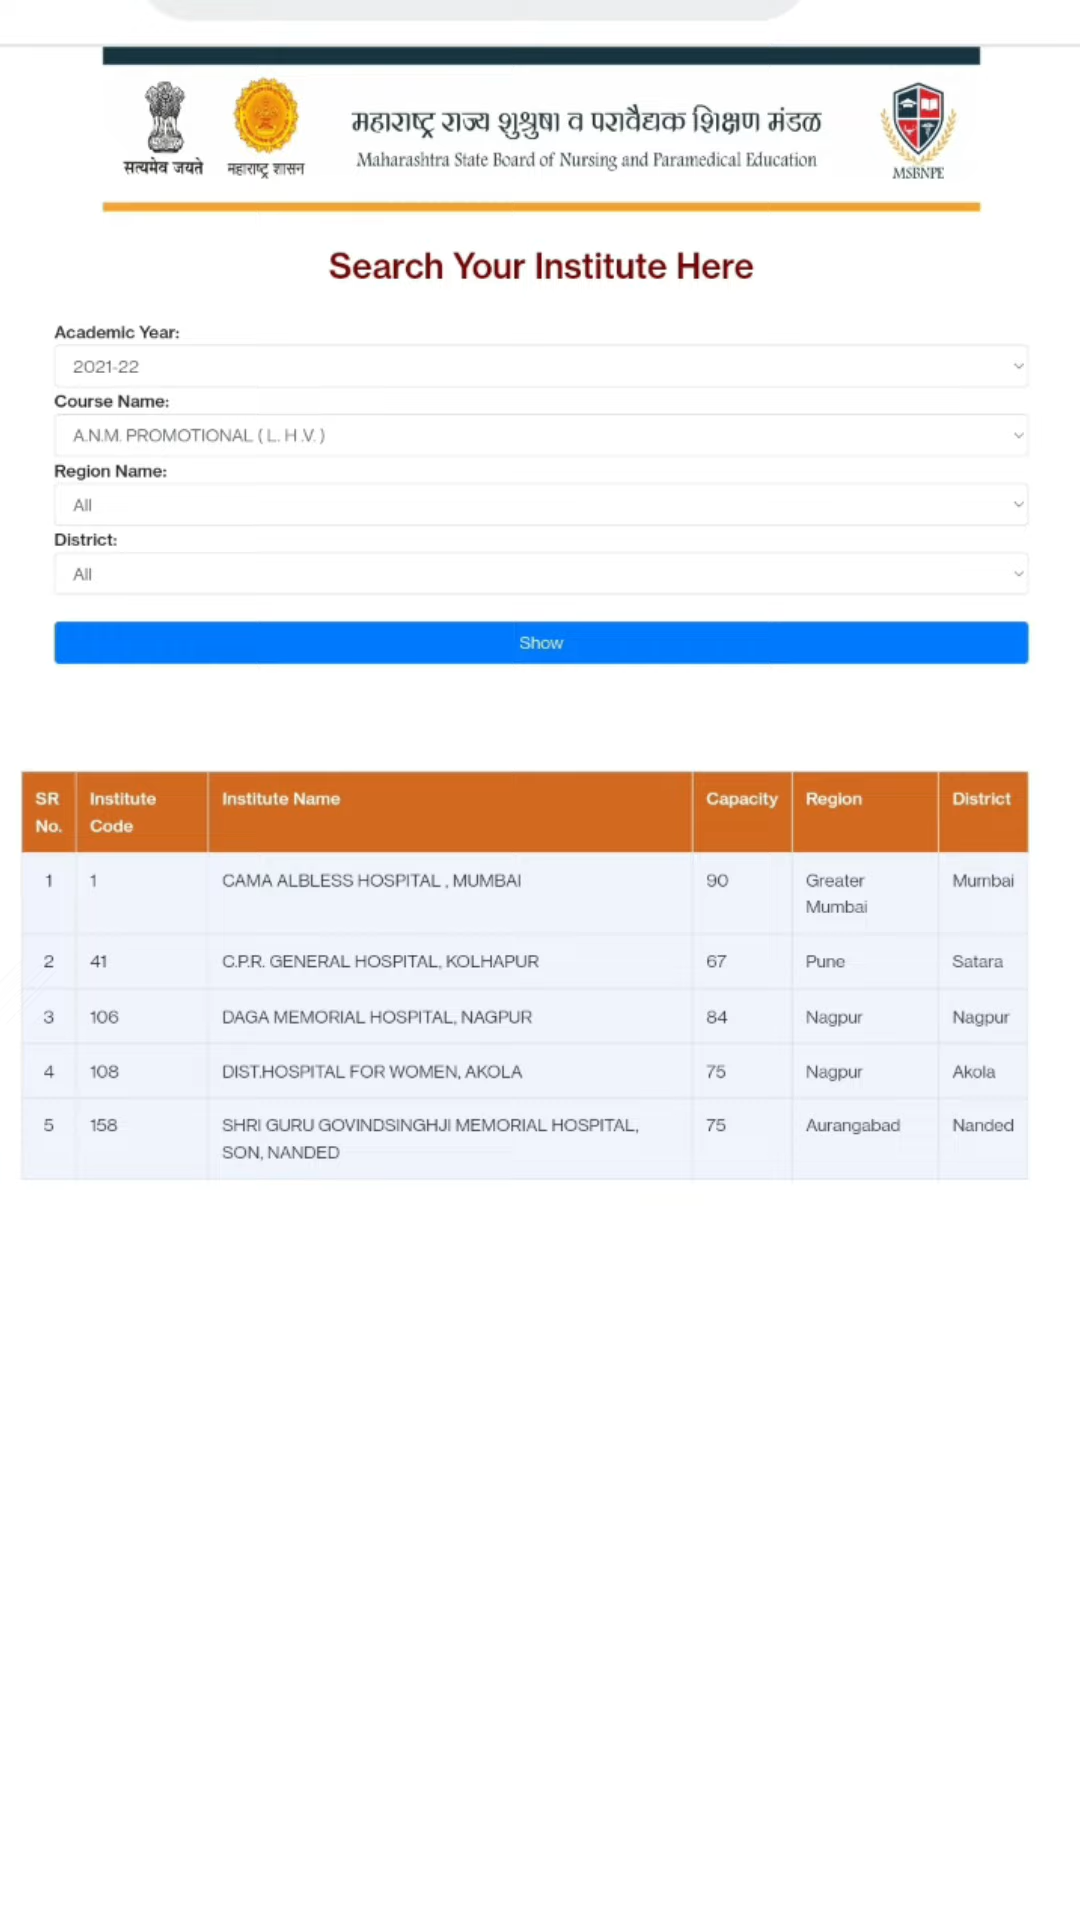 सत्यमेव जयते
महाराष्ट्र शासन
महाराष्ट्र राज्य शुश्रुषा व परावैद्यक शिक्षण मंडळ
Maharashtra State Board of Nursing and Paramedical Education
MSBNPE
Search Your Institute Here
Academic Year:
2021-22
Course Name:
A.N.M. PROMOTIONAL ( L. H .V. )
Region Name:
All
District:
All
Show
SR No. Institute Code Institute Name Capacity Region District
1 1 CAMA ALBLESS HOSPITAL , MUMBAI 90 Greater Mumbai Mumbai
2 41 C.P.R. GENERAL HOSPITAL, KOLHAPUR 67 Pune Satara
3 106 DAGA MEMORIAL HOSPITAL, NAGPUR 84 Nagpur Nagpur
4 108 DIST.HOSPITAL FOR WOMEN, AKOLA 75 Nagpur Akola
5 158 SHRI GURU GOVINDSINGHJI MEMORIAL HOSPITAL, 75 Aurangabad Nanded
SON, NANDED